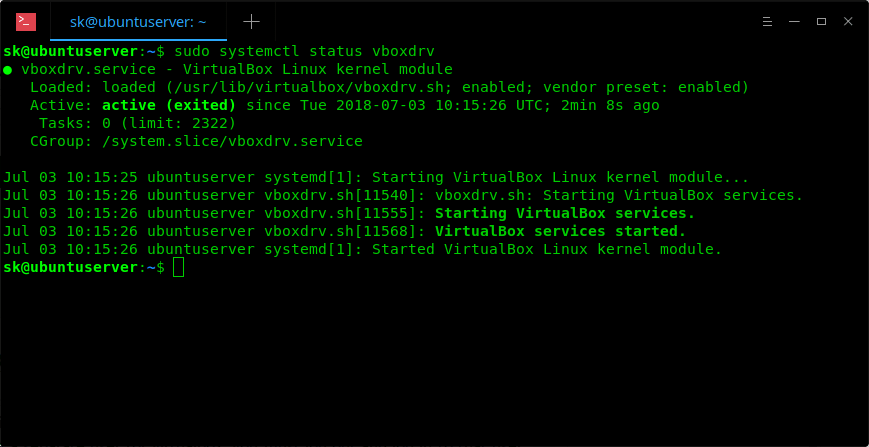 sk@ubuntuserver: ~
sk@ubuntuserver:~$ sudo systemctl status vboxdrv
● vboxdrv.service - VirtualBox Linux kernel module
   Loaded: loaded (/usr/lib/virtualbox/vboxdrv.sh; enabled; vendor preset: enabled)
   Active: active (exited) since Tue 2018-07-03 10:15:26 UTC; 2min 8s ago
    Tasks: 0 (limit: 2322)
   CGroup: /system.slice/vboxdrv.service
Jul 03 10:15:25 ubuntuserver systemd[1]: Starting VirtualBox Linux kernel module...
Jul 03 10:15:26 ubuntuserver vboxdrv.sh[11540]: vboxdrv.sh: Starting VirtualBox services.
Jul 03 10:15:26 ubuntuserver vboxdrv.sh[11555]: Starting VirtualBox services.
Jul 03 10:15:26 ubuntuserver vboxdrv.sh[11568]: VirtualBox services started.
Jul 03 10:15:26 ubuntuserver systemd[1]: Started VirtualBox Linux kernel module.
sk@ubuntuserver:~$